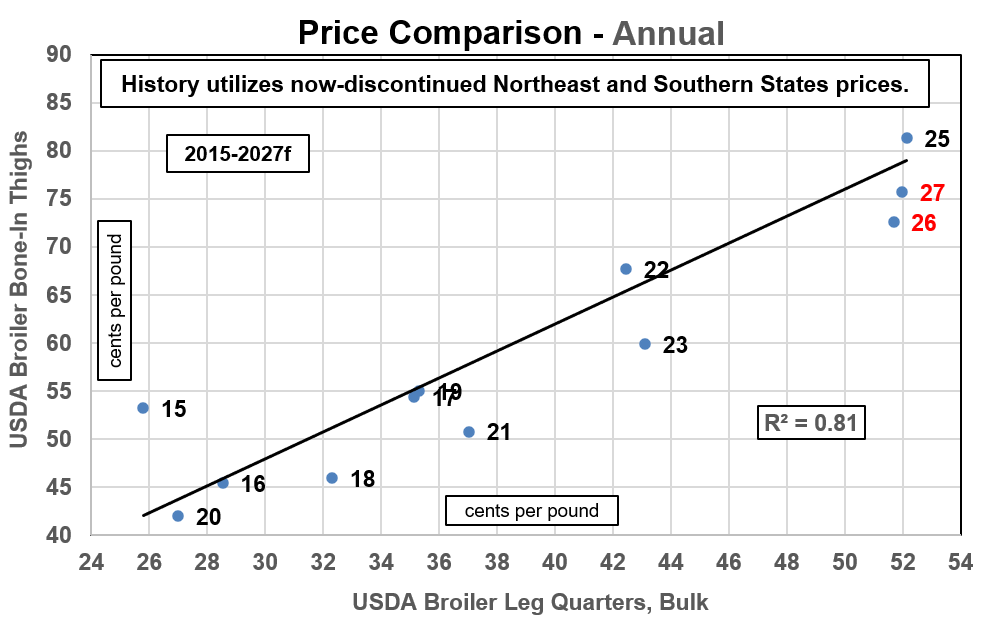 Price Comparison - Annual
90
85
80
75
70
65
60
55
50
45
40
USDA Broiler Bone-In Thighs
cents per pound
History utilizes now-discontinued Northeast and Southern States prices.
2015-2027f
25
27
26
22
23
19
17
15
21
R² = 0.81
18
16
20
cents per pound
24 26 28 30 32 34 36 38 40 42 44 46 48 50 52 54
USDA Broiler Leg Quarters, Bulk